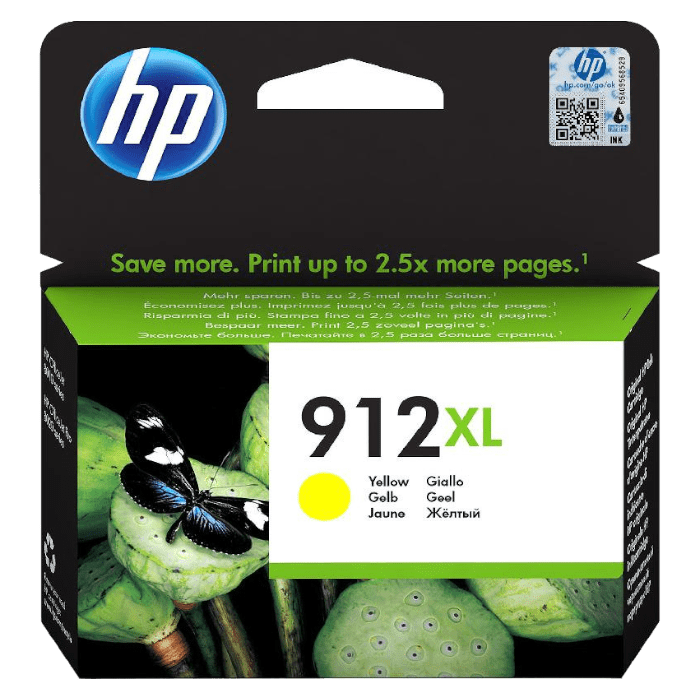 hp
hp
hp.com/go/ok
65409568529
INK
Save more. Print up to 2.5x more pages.¹
Mehr sparen. Bis zu 2,5-mal mehr Seiten.¹
Économisez plus. Imprimez jusqu'à 2,5 fois plus de pages.¹
Risparmia di più. Stampa fino a 2,5 volte in più di pagine.¹
Bespaar meer. Print 2,5 zoveel pagina's.¹
Экономьте больше. Печатайте в 2,5 раза больше страниц.¹
912XL
Yellow Giallo
Gelb Geel
Jaune Жёлтый